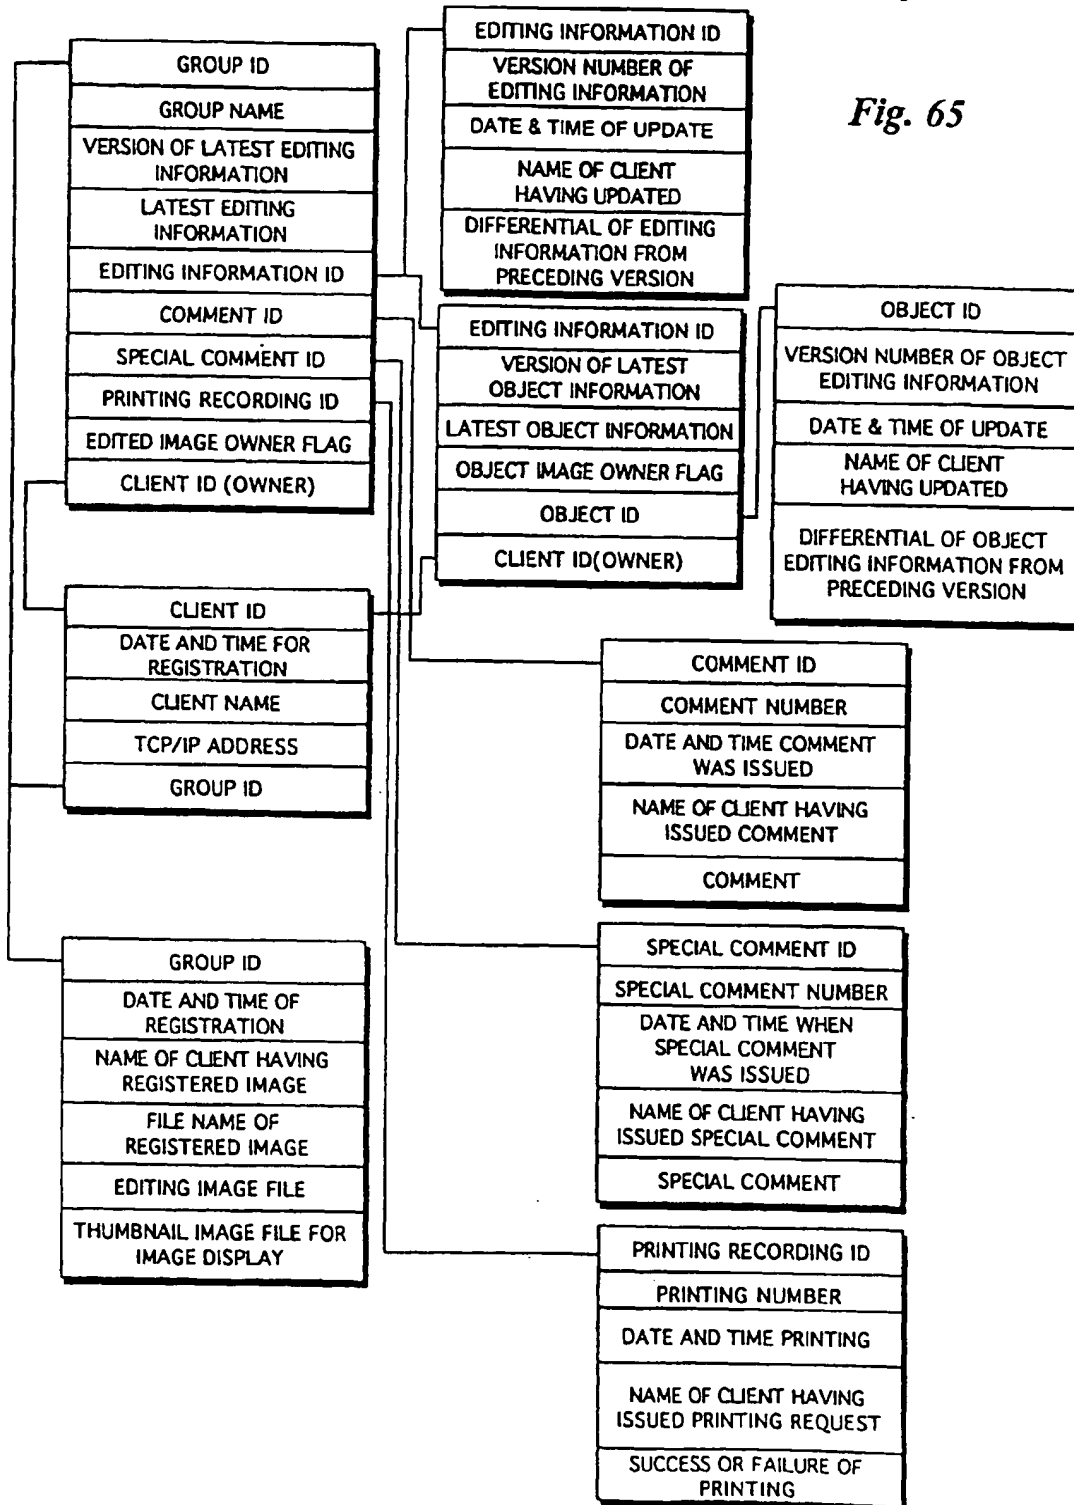 Fig. 65
GROUP ID
GROUP NAME
VERSION OF LATEST EDITING
INFORMATION
LATEST EDITING
INFORMATION
EDITING INFORMATION ID
COMMENT ID
SPECIAL COMMENT ID
PRINTING RECORDING ID
EDITED IMAGE OWNER FLAG
CLIENT ID (OWNER)
CLIENT ID
DATE AND TIME FOR
REGISTRATION
CLIENT NAME
TCP/IP ADDRESS
GROUP ID
GROUP ID
DATE AND TIME OF
REGISTRATION
NAME OF CLIENT HAVING
REGISTERED IMAGE
FILE NAME OF
REGISTERED IMAGE
EDITING IMAGE FILE
THUMBNAIL IMAGE FILE FOR
IMAGE DISPLAY
EDITING INFORMATION ID
VERSION NUMBER OF
EDITING INFORMATION
DATE & TIME OF UPDATE
NAME OF CLIENT
HAVING UPDATED
DIFFERENTIAL OF EDITING
INFORMATION FROM
PRECEDING VERSION
EDITING INFORMATION ID
VERSION OF LATEST
OBJECT INFORMATION
LATEST OBJECT INFORMATION
OBJECT IMAGE OWNER FLAG
OBJECT ID
CLIENT ID(OWNER)
OBJECT ID
VERSION NUMBER OF OBJECT
EDITING INFORMATION
DATE & TIME OF UPDATE
NAME OF CLIENT
HAVING UPDATED
DIFFERENTIAL OF OBJECT
EDITING INFORMATION FROM
PRECEDING VERSION
COMMENT ID
COMMENT NUMBER
DATE AND TIME COMMENT
WAS ISSUED
NAME OF CLIENT HAVING
ISSUED COMMENT
COMMENT
SPECIAL COMMENT ID
SPECIAL COMMENT NUMBER
DATE AND TIME WHEN
SPECIAL COMMENT
WAS ISSUED
NAME OF CLIENT HAVING
ISSUED SPECIAL COMMENT
SPECIAL COMMENT
PRINTING RECORDING ID
PRINTING NUMBER
DATE AND TIME PRINTING
NAME OF CLIENT HAVING
ISSUED PRINTING REQUEST
SUCCESS OR FAILURE OF
PRINTING